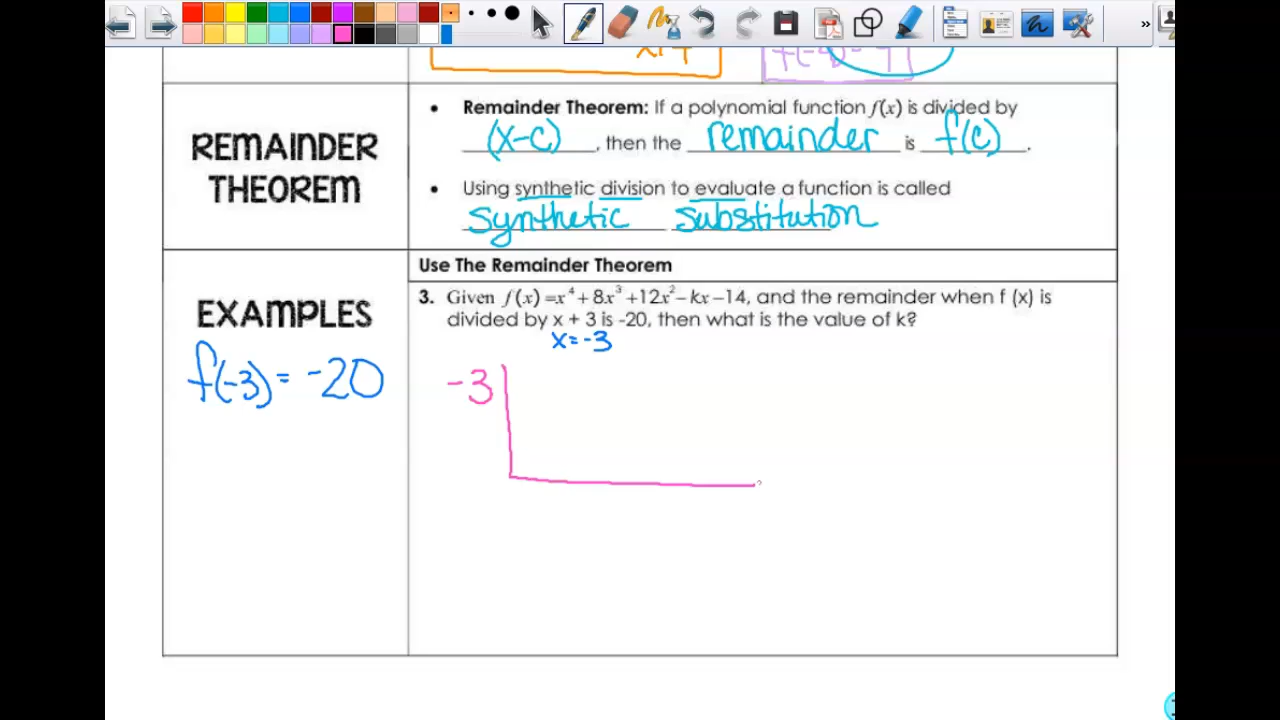 REMAINDER
THEOREM
• Remainder Theorem: If a polynomial function f(x) is divided by
(x-c), then the remainder is f(c).
• Using synthetic division to evaluate a function is called
synthetic substitution
EXAMPLES
f(-3) = -20
Use The Remainder Theorem
3. Given f(x) =x⁴ + 8x³ +12x² – kx –14, and the remainder when f (x) is
divided by x + 3 is -20, then what is the value of k?
x = -3
-3